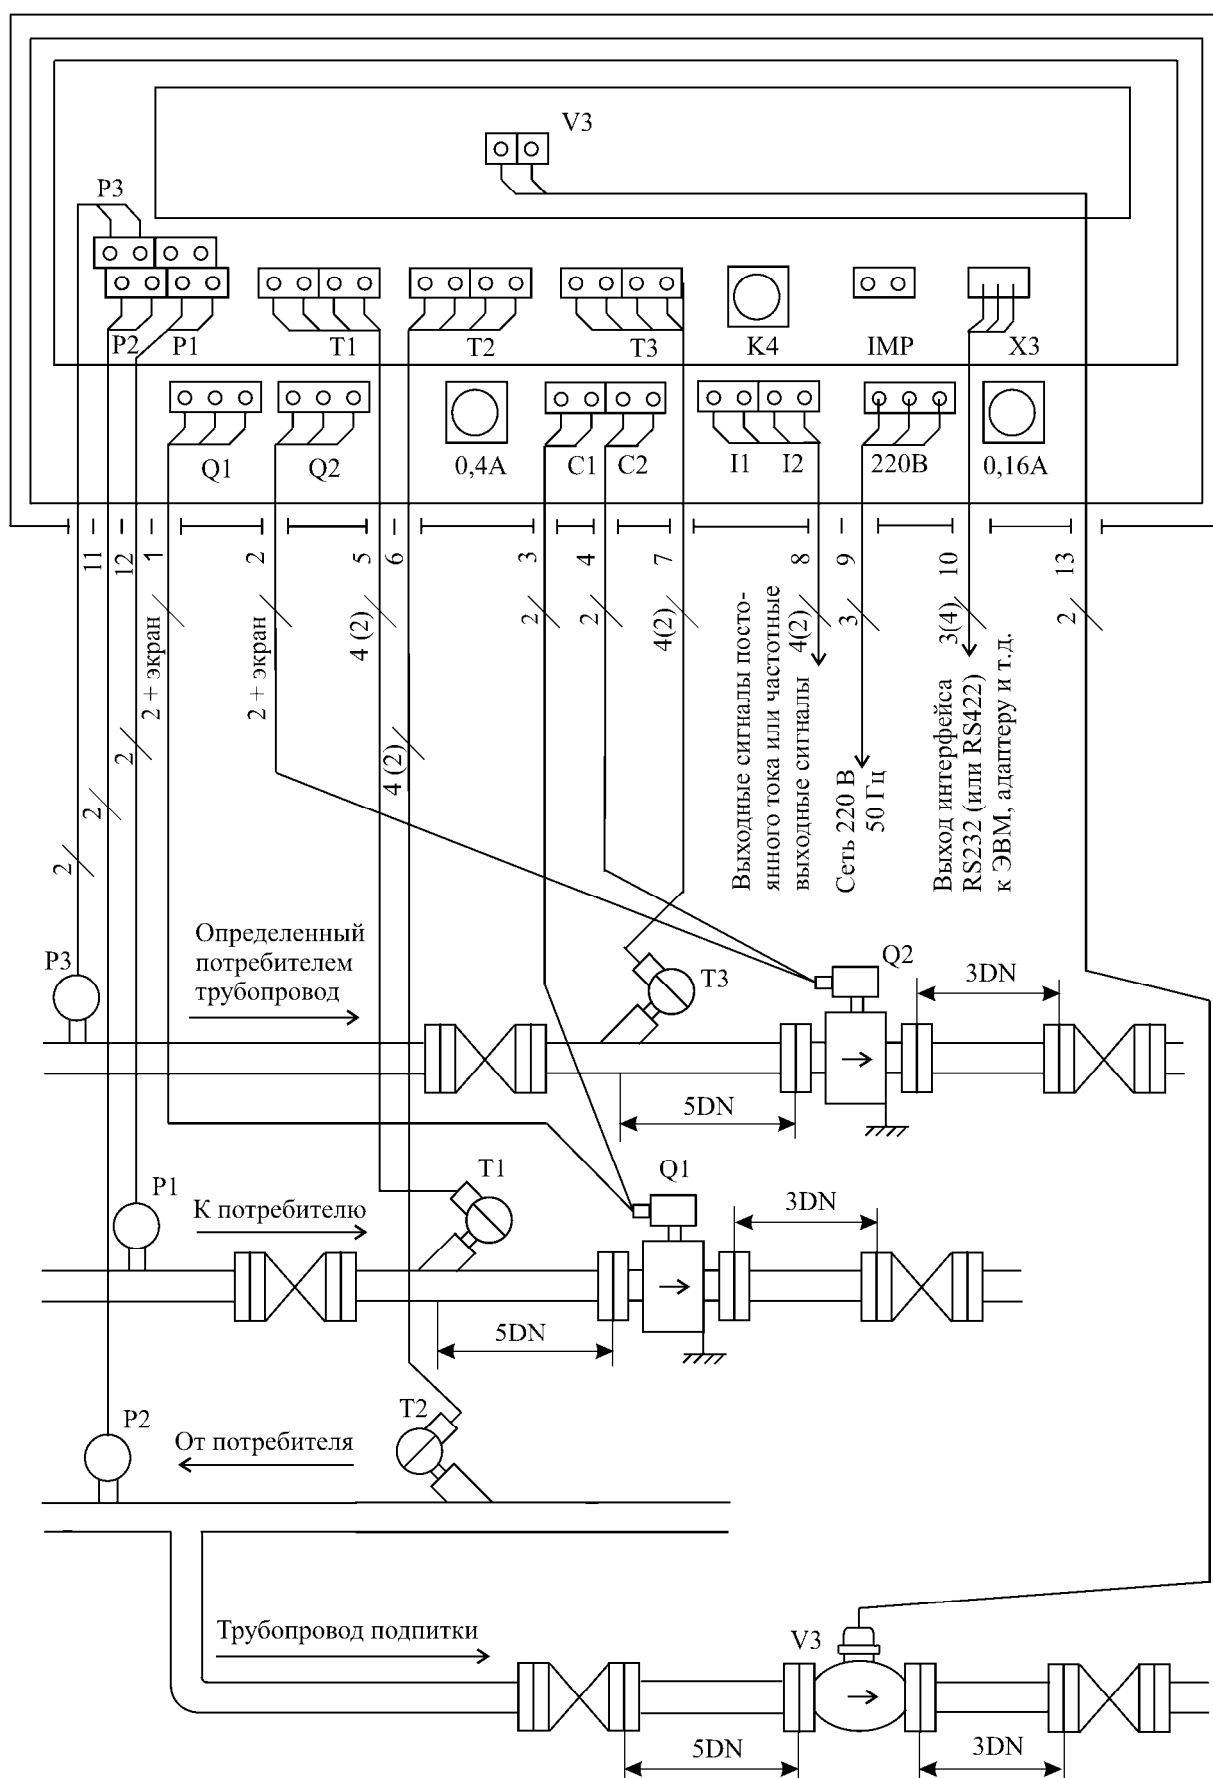 V3
P3
P2
P1
T1
T2
T3
K4
IMP
X3
Q1
Q2
0,4A
C1
C2
I1
I2
220В
0,16A
11
12
1
2
5
6
3
4
7
8
9
10
13
2 + экран
2 + экран
4 (2)
4 (2)
2
2
4(2)
4(2)
3
3(4)
2
2
2
2
Выходные сигналы посто-
янного тока или частотные
выходные сигналы
Сеть 220 В
50 Гц
Выход интерфейса
RS232 (или RS422)
к ЭВМ, адаптеру и т.д.
P3
Определенный
потребителем
трубопровод
T3
Q2
3DN
5DN
P1
К потребителю
T1
Q1
3DN
5DN
P2
От потребителя
T2
Трубопровод подпитки
V3
5DN
3DN